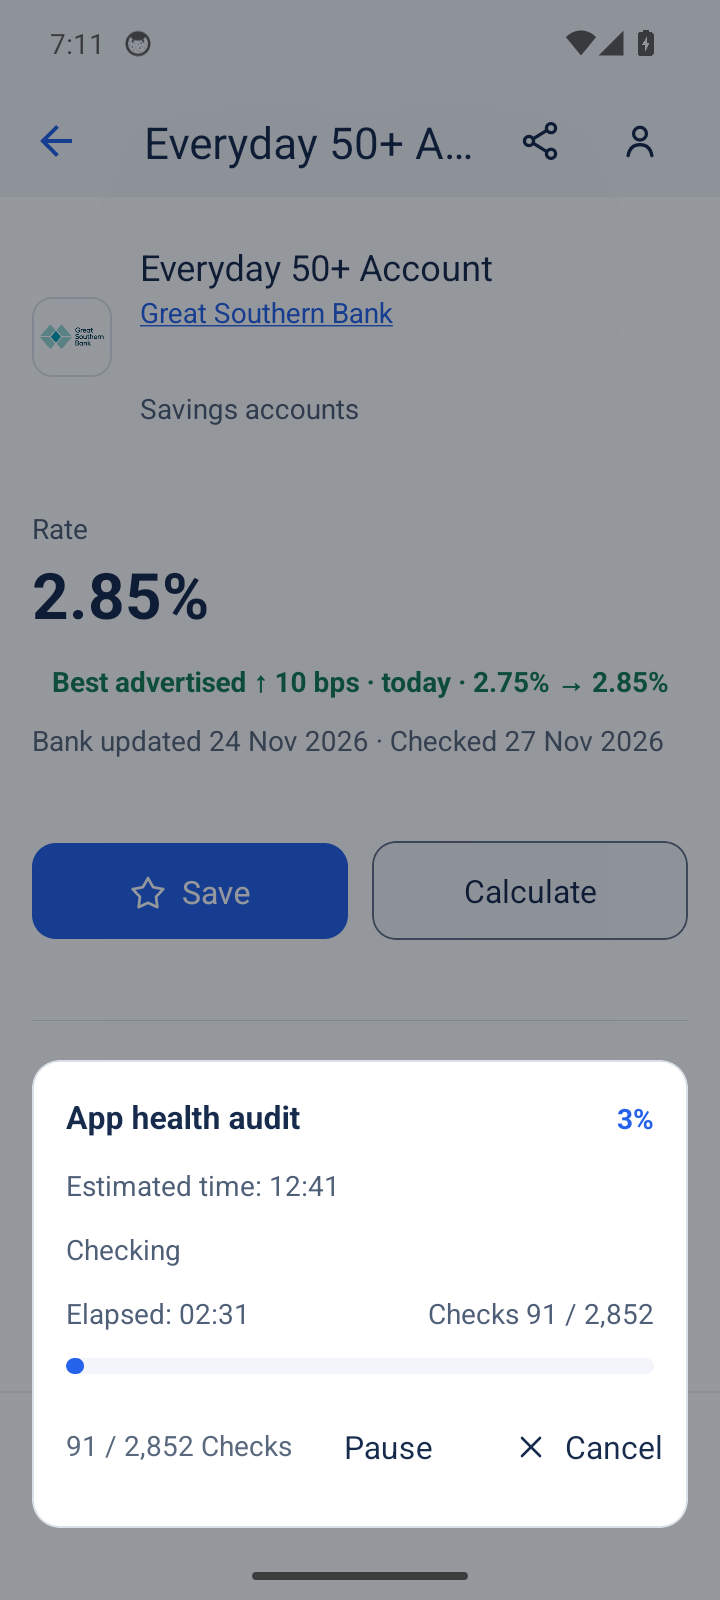 7:11
Everyday 50+ A...
Everyday 50+ Account
Great Southern Bank
Great
Southern
Bank
Savings accounts
Rate
2.85%
Best advertised ↑ 10 bps · today · 2.75% → 2.85%
Bank updated 24 Nov 2026 · Checked 27 Nov 2026
Save
Calculate
App health audit
3%
Estimated time: 12:41
Checking
Elapsed: 02:31
Checks 91 / 2,852
91 / 2,852 Checks
Pause
Cancel